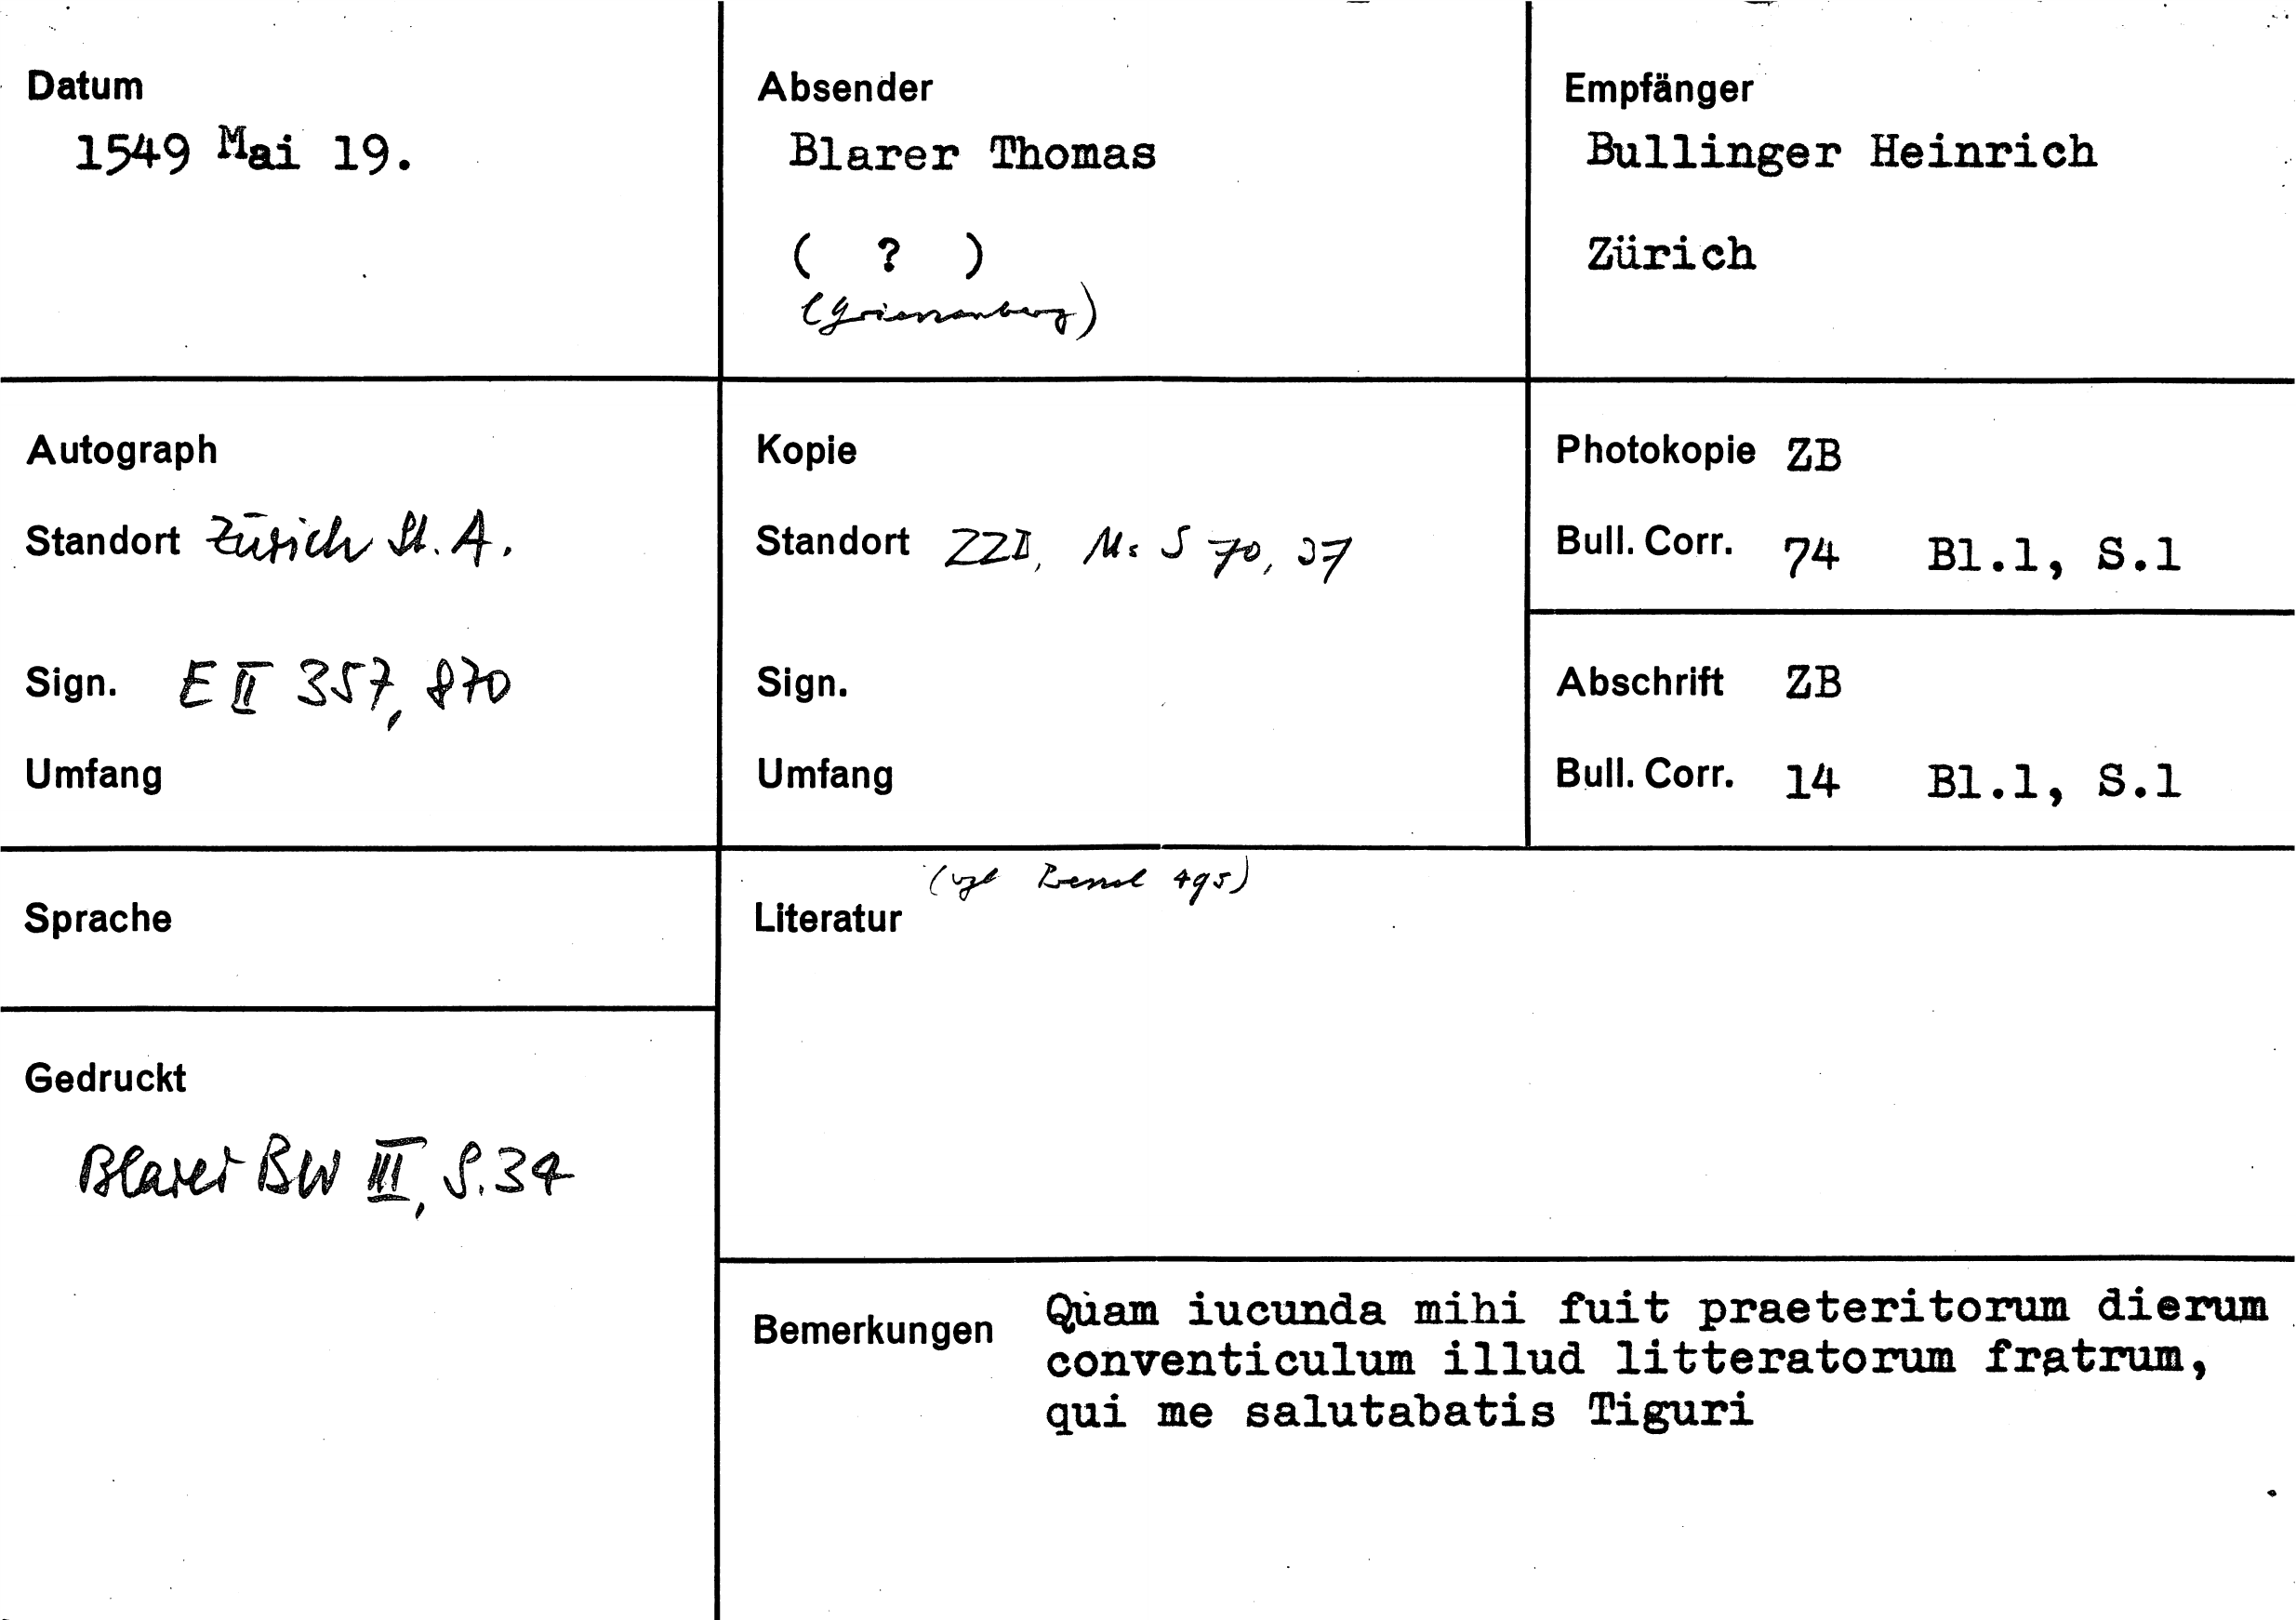 Datum
1549 Mai 19.
Absender
Blarer Thomas
( ? )
(Griessenberg)
Empfänger
Bullinger Heinrich
Zürich
Autograph
Standort Zürich St. A.
Sign. E II 357, 870
Umfang
Kopie
Standort ZZB, Ms S 70, 37
Sign.
Umfang
Photokopie ZB
Bull. Corr. 74 Bl.1, S.1
Abschrift ZB
Bull. Corr. 14 Bl.1, S.1
Sprache
(vgl 495)
Literatur
Gedruckt
Blarer BW III, S. 34
Bemerkungen
Quam iucunda mihi fuit praeteritorum dierum
conventiculum illud litteratorum fratrum,
qui me salutabatis Tiguri